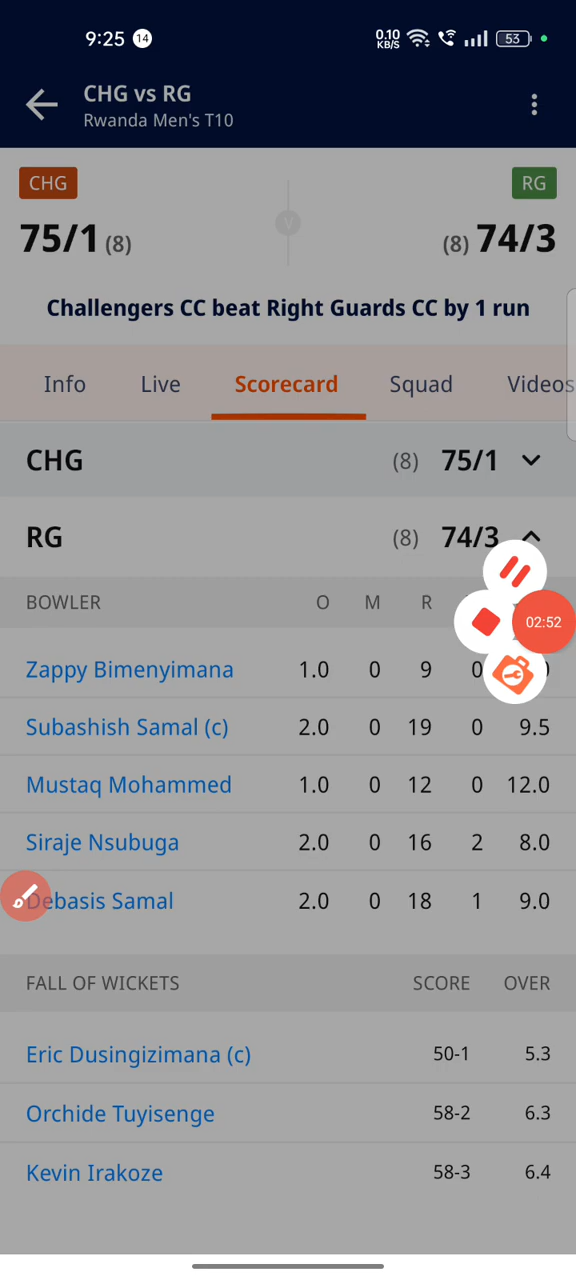 9:25 14 0.10 KB/S 53
CHG vs RG
Rwanda Men's T10
CHG RG
V
75/1 (8) (8) 74/3
Challengers CC beat Right Guards CC by 1 run
Info Live Scorecard Squad Videos
CHG (8) 75/1
RG (8) 74/3
BOWLER O M R
02:52
Zappy Bimenyimana 1.0 0 9 0
Subashish Samal (c) 2.0 0 19 0 9.5
Mustaq Mohammed 1.0 0 12 0 12.0
Siraje Nsubuga 2.0 0 16 2 8.0
Debasis Samal 2.0 0 18 1 9.0
FALL OF WICKETS SCORE OVER
Eric Dusingizimana (c) 50-1 5.3
Orchide Tuyisenge 58-2 6.3
Kevin Irakoze 58-3 6.4